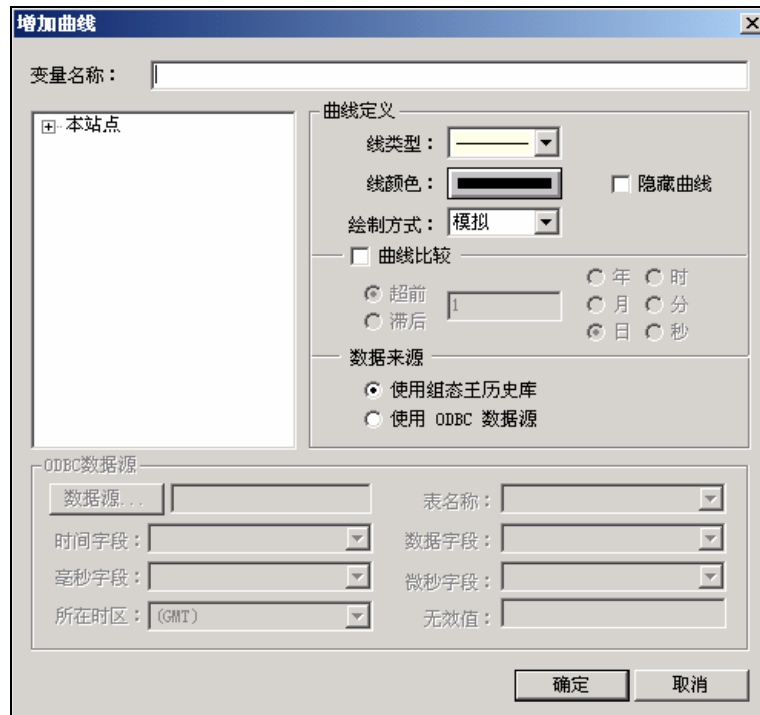 增加曲线
变量名称：
本站点
曲线定义
线类型：
线颜色：
隐藏曲线
绘制方式：
模拟
曲线比较
超前
滞后
1
年
时
月
分
日
秒
数据来源
使用组态王历史库
使用 ODBC 数据源
ODBC数据源
数据源...
表名称：
时间字段：
数据字段：
毫秒字段：
微秒字段：
所在时区：
(GMT)
无效值：
确定
取消